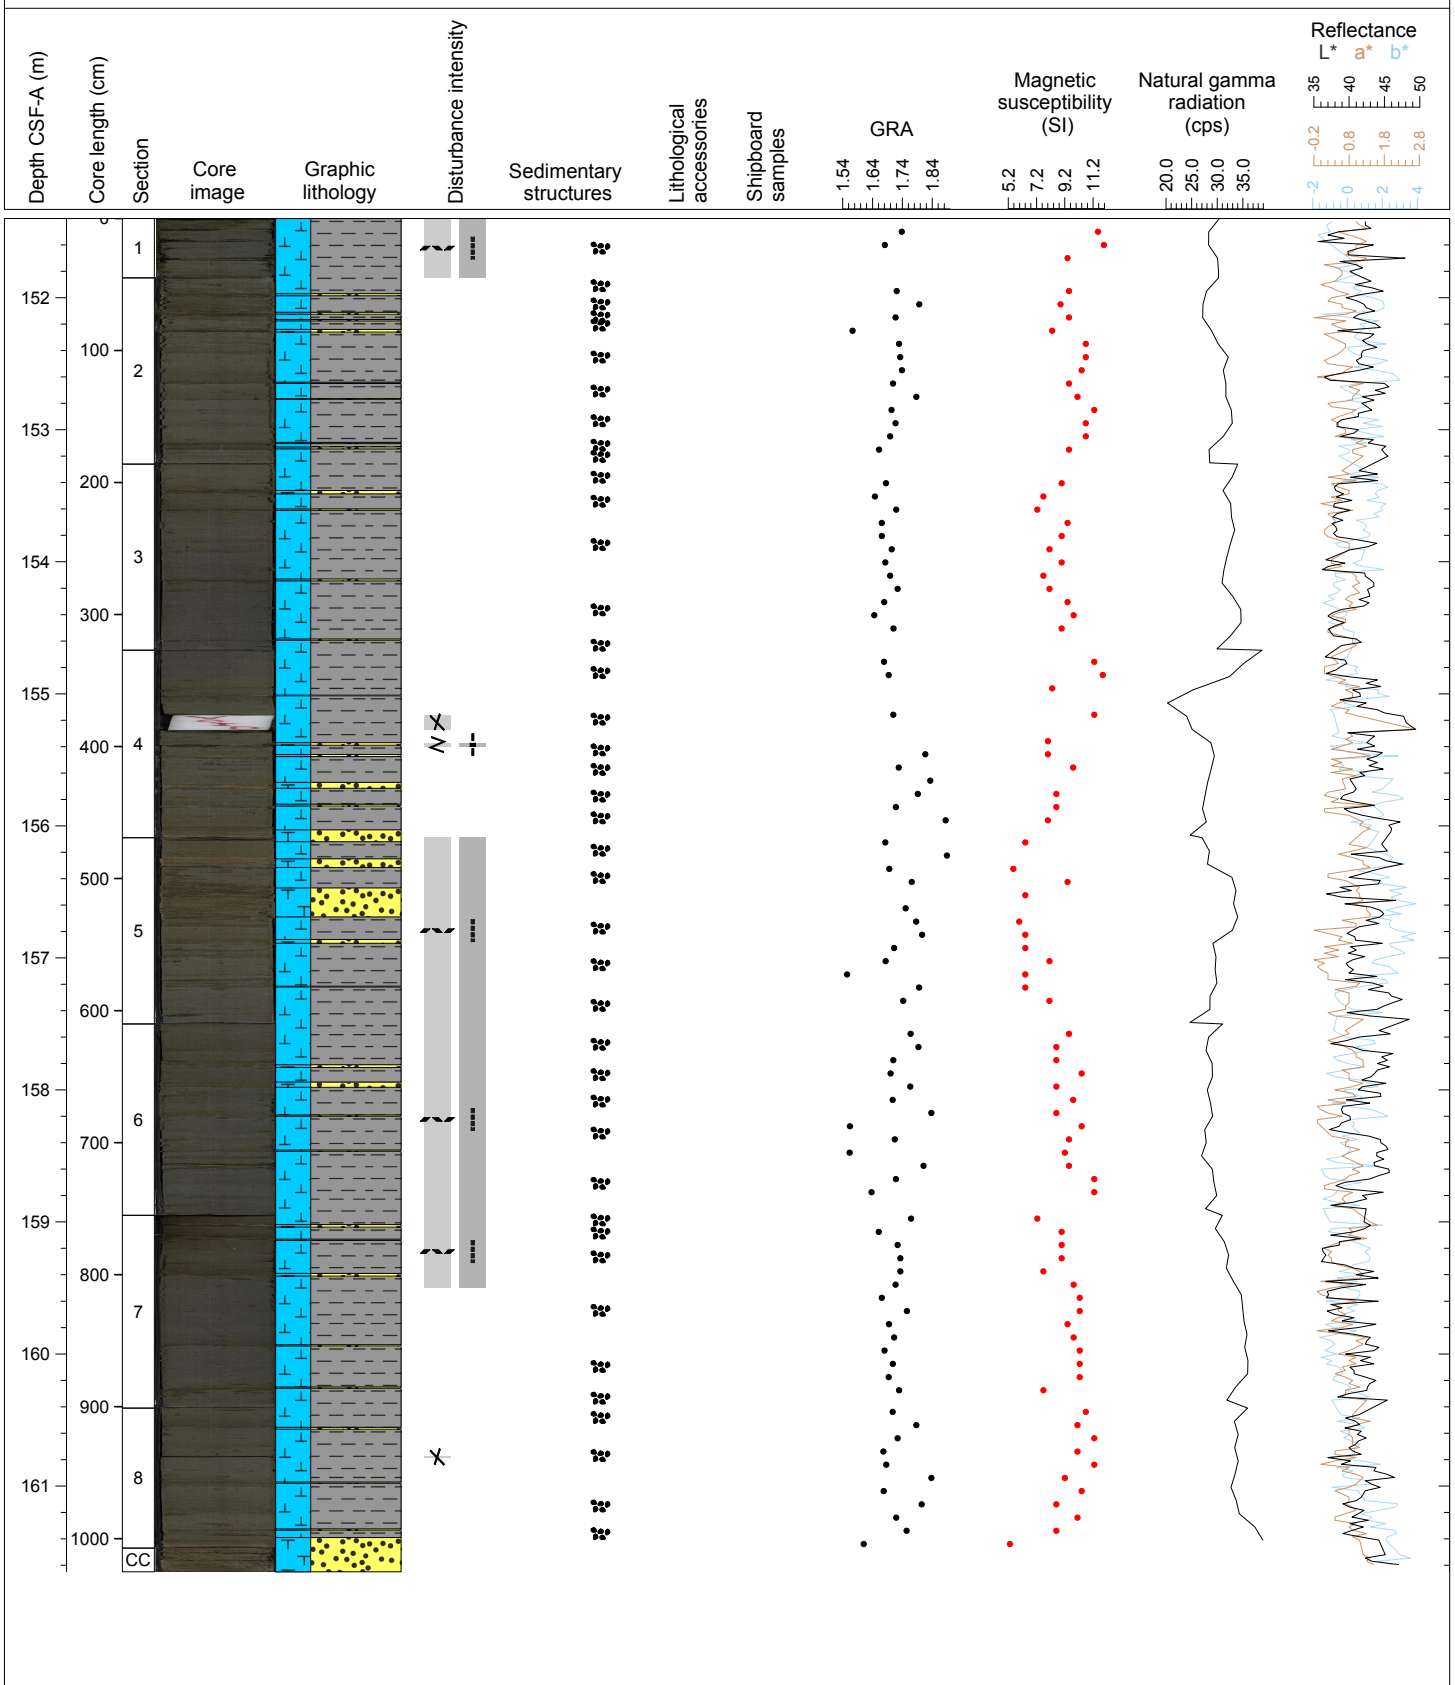 Depth CSF-A (m)
Core length (cm)
Section
Core
image
Graphic
lithology
Disturbance intensity
Sedimentary
structures
Lithological
accessories
Shipboard
samples
GRA
1.54
1.64
1.74
1.84
Magnetic
susceptibility
(SI)
5.2
7.2
9.2
11.2
Natural gamma
radiation
(cps)
20.0
25.0
30.0
35.0
Reflectance
L* a* b*
35
40
45
50
-0.2
0.8
1.8
2.8
-2
0
2
4
0
1
152
100
2
153
200
3
154
300
155
4
400
156
500
5
157
600
158
6
700
159
800
7
160
900
8
161
1000
CC